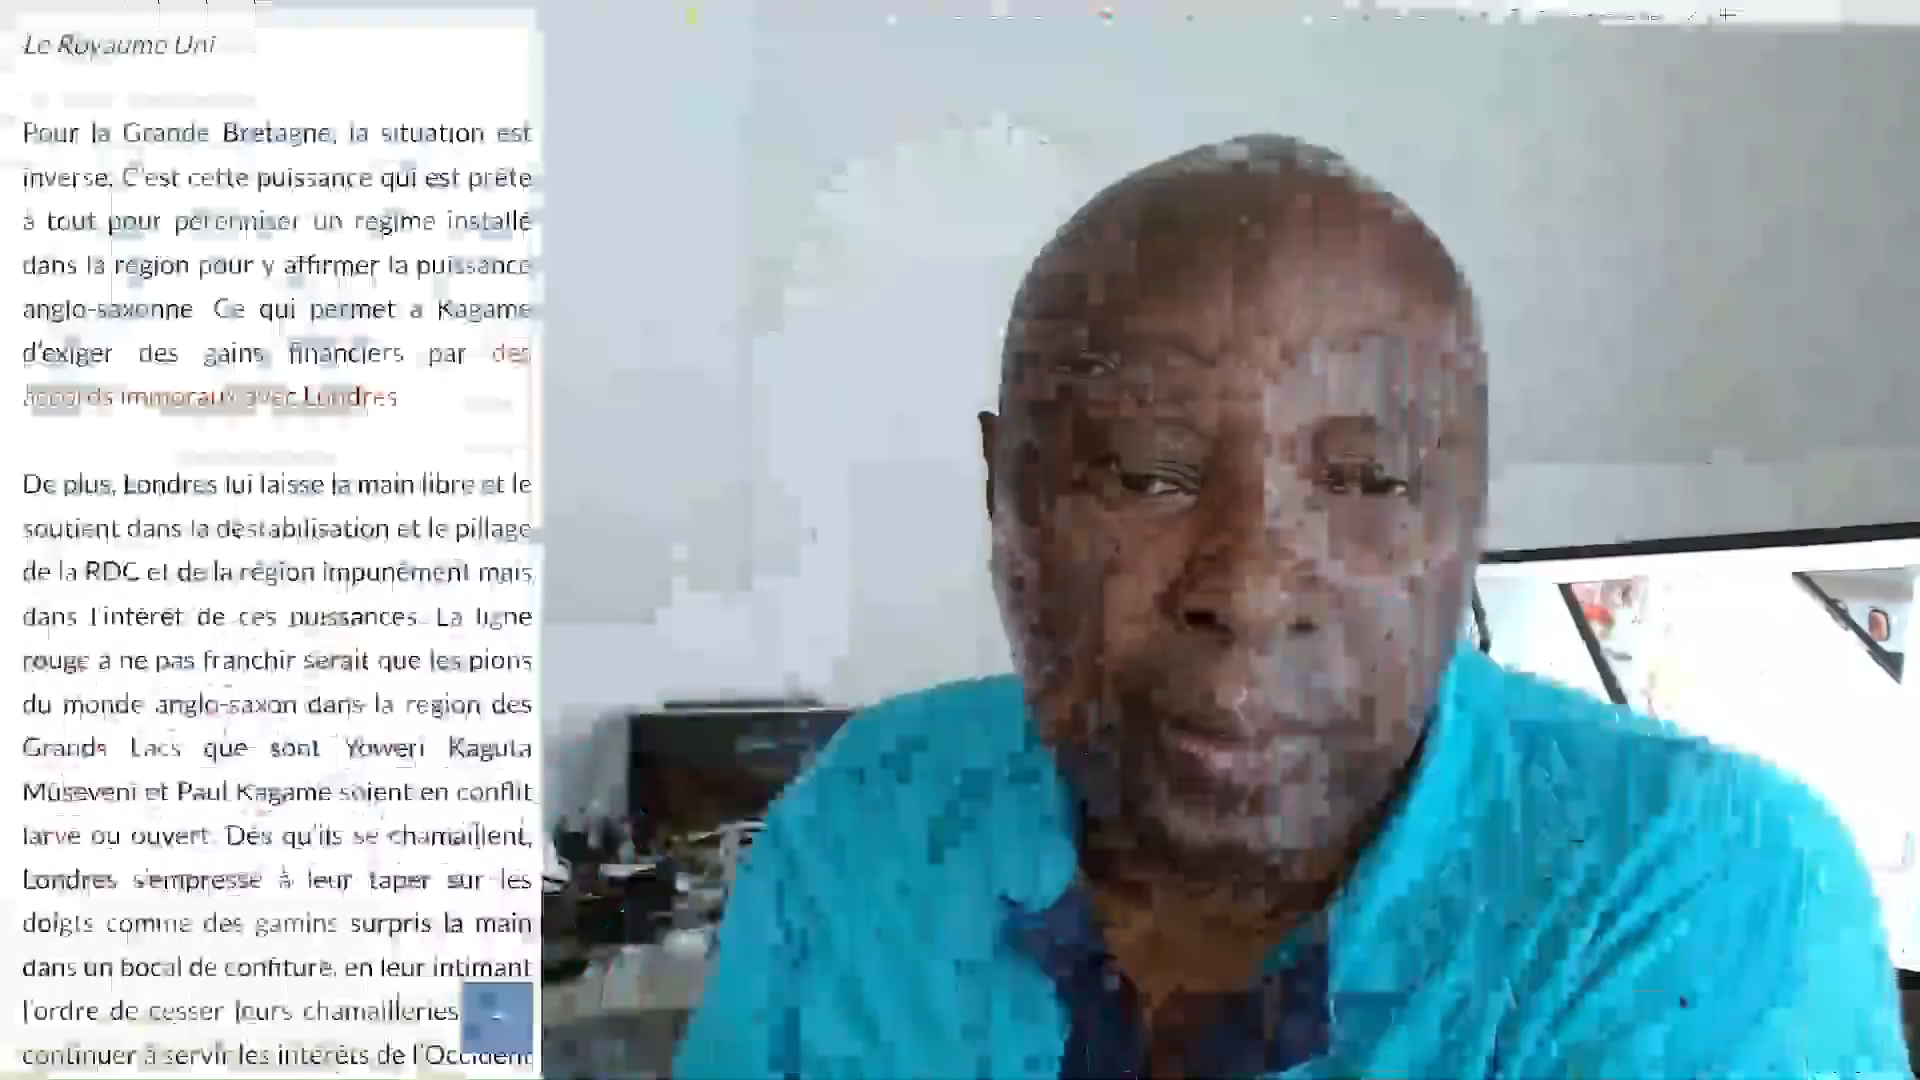 Le Royaume Uni
Pour la Grande Bretagne, la situation est
inverse. C'est cette puissance qui est prête
à tout pour pérenniser un régime installé
dans la région pour y affirmer la puissance
anglo-saxonne. Ce qui permet à Kagame
d'exiger des gains financiers par des
accords immoraux avec Londres
De plus, Londres lui laisse la main libre et le
soutient dans la déstabilisation et le pillage
de la RDC et de la région impunément mais
dans l'intérêt de ces puissances. La ligne
rouge à ne pas franchir serait que les pions
du monde anglo-saxon dans la région des
Grands Lacs que sont Yoweri Kaguta
Museveni et Paul Kagame soient en conflit
larvé ou ouvert. Dès qu'ils se chamaillent,
Londres s'empresse à leur taper sur les
doigts comme des gamins surpris la main
dans un bocal de confiture, en leur intimant
l'ordre de cesser leurs chamailleries
continuer à servir les intérêts de l'Occident